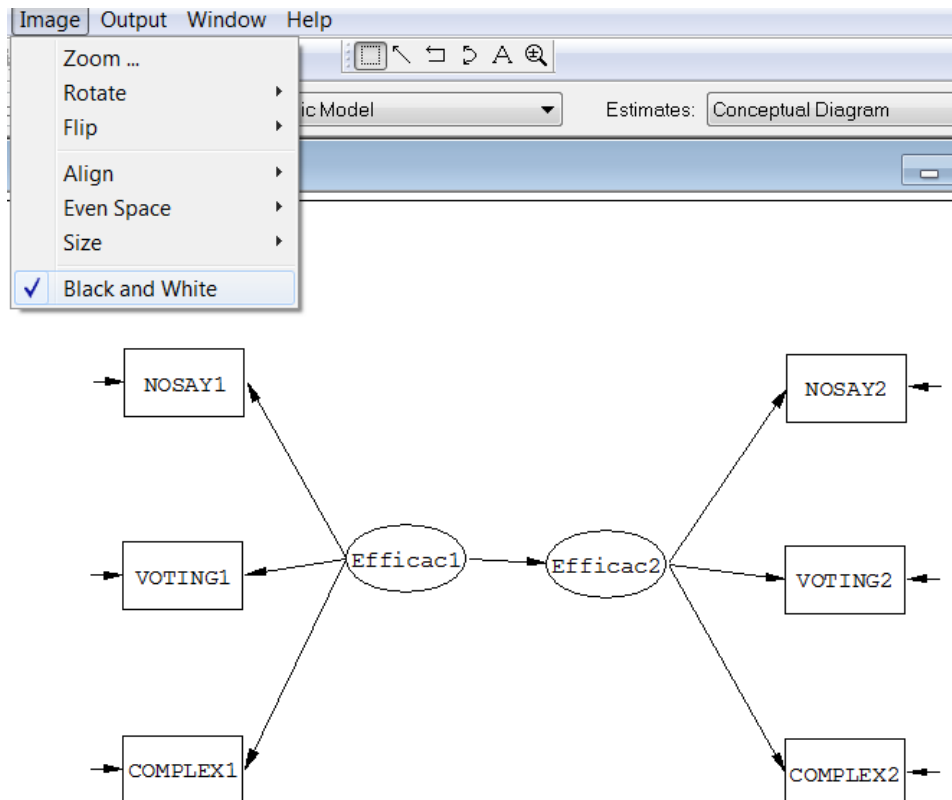 Image Output Window Help
Zoom ...
Rotate
Flip
Align
Even Space
Size
Black and White
A
ic Model
Estimates: Conceptual Diagram
NOSAY1
NOSAY2
Efficac1
Efficac2
VOTING1
VOTING2
COMPLEX1
COMPLEX2